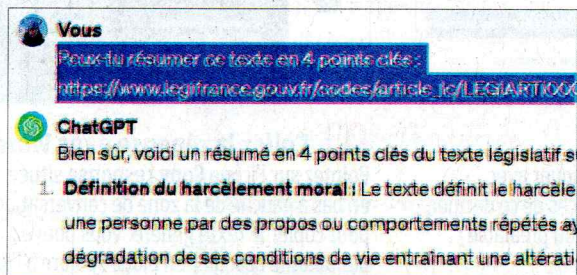 Vous
Peux-tu résumer ce texte en 4 points clés :
https://www.legifrance.gouv.fr/codes/article_lc/LEGIARTI000
ChatGPT
Bien sûr, voici un résumé en 4 points clés du texte législatif s
1. Définition du harcèlement moral : Le texte définit le harcèle
une personne par des propos ou comportements répétés ay
dégradation de ses conditions de vie entraînant une altérati